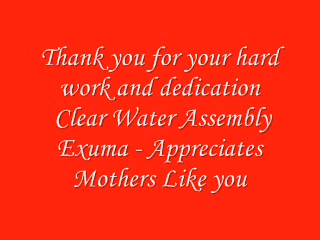 Thank you for your hard
work and dedication
Clear Water Assembly
Exuma - Appreciates
Mothers Like you